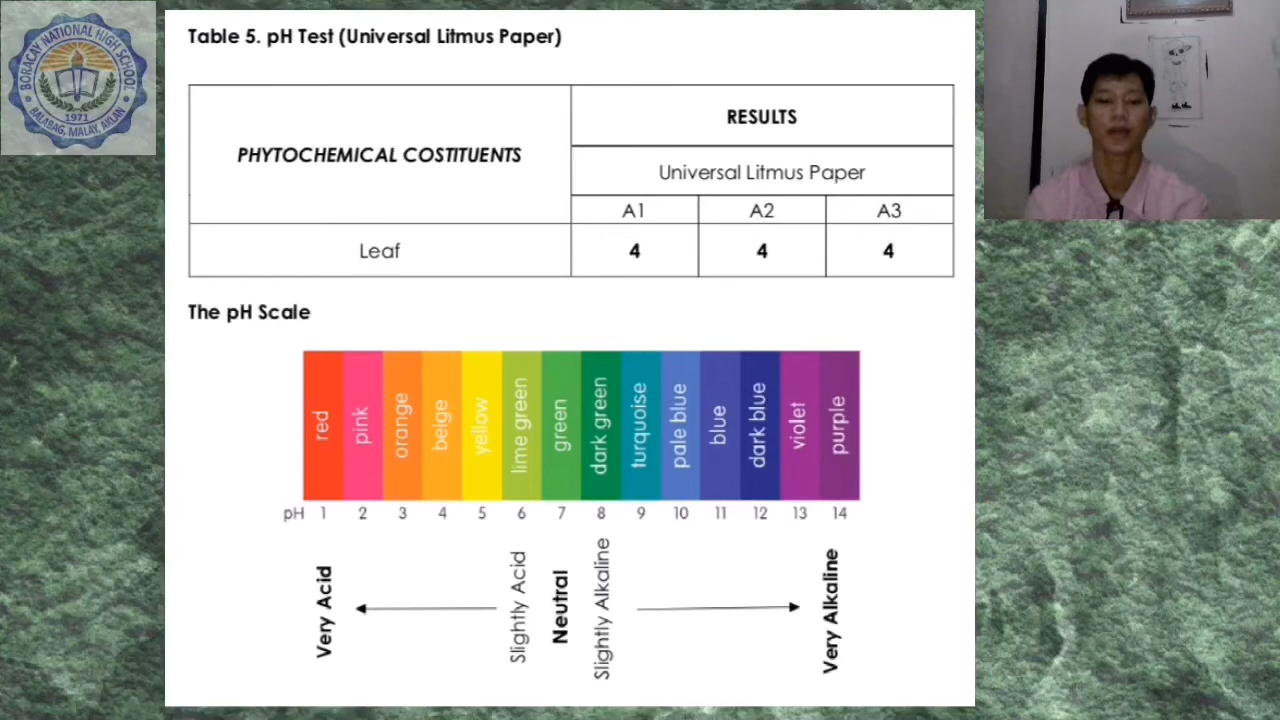 BORACAY NATIONAL HIGH SCHOOL
1971
BALABAG, MALAY, AKLAN
Table 5. pH Test (Universal Litmus Paper)
PHYTOCHEMICAL COSTITUENTS
RESULTS
Universal Litmus Paper
A1 A2 A3
Leaf 4 4 4
The pH Scale
red pink orange beige yellow lime green green dark green turquoise pale blue blue dark blue violet purple
pH 1 2 3 4 5 6 7 8 9 10 11 12 13 14
Very Acid Slightly Acid Neutral Slightly Alkaline Very Alkaline